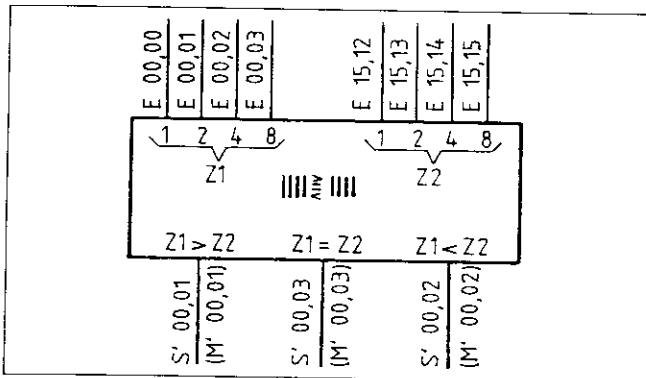 E 00,00
E 00,01
E 00,02
E 00,03
E 15,12
E 15,13
E 15,14
E 15,15
1 2 4 8
1 2 4 8
Z1
Z2
Z1 > Z2
Z1 = Z2
Z1 < Z2
S' 00,01
(M' 00,01)
S' 00,03
(M' 00,03)
S' 00,02
(M' 00,02)